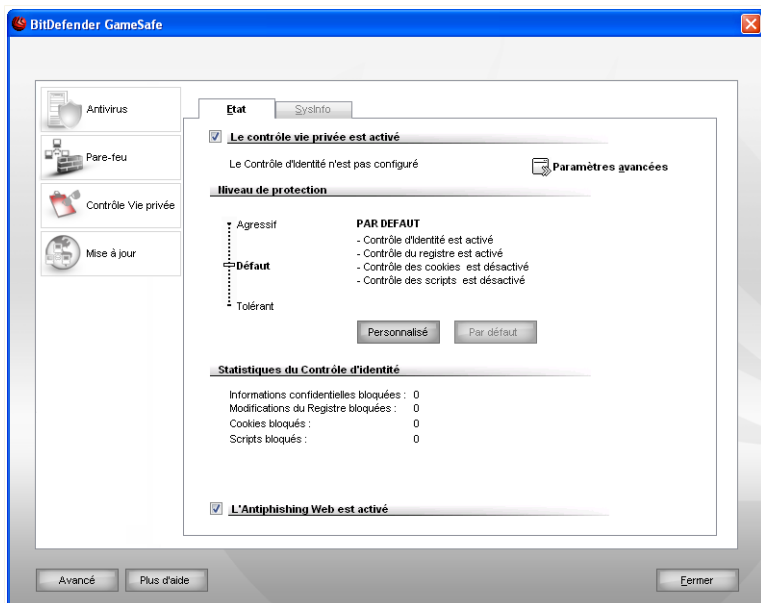 BitDefender GameSafe
Antivirus
Pare-feu
Contrôle Vie privée
Mise à jour
Etat
SysInfo
Le contrôle vie privée est activé
Le Contrôle d'Identité n'est pas configuré
Paramètres avancées
Niveau de protection
Agressif
Défaut
Tolérant
PAR DEFAUT
- Contrôle d'Identité est activé
- Contrôle du registre est activé
- Contrôle des cookies est désactivé
- Contrôle des scripts est désactivé
Personnalisé
Par défaut
Statistiques du Contrôle d'identité
Informations confidentielles bloquées : 0
Modifications du Registre bloquées : 0
Cookies bloqués : 0
Scripts bloqués : 0
L'Antiphishing Web est activé
Avancé
Plus d'aide
Fermer